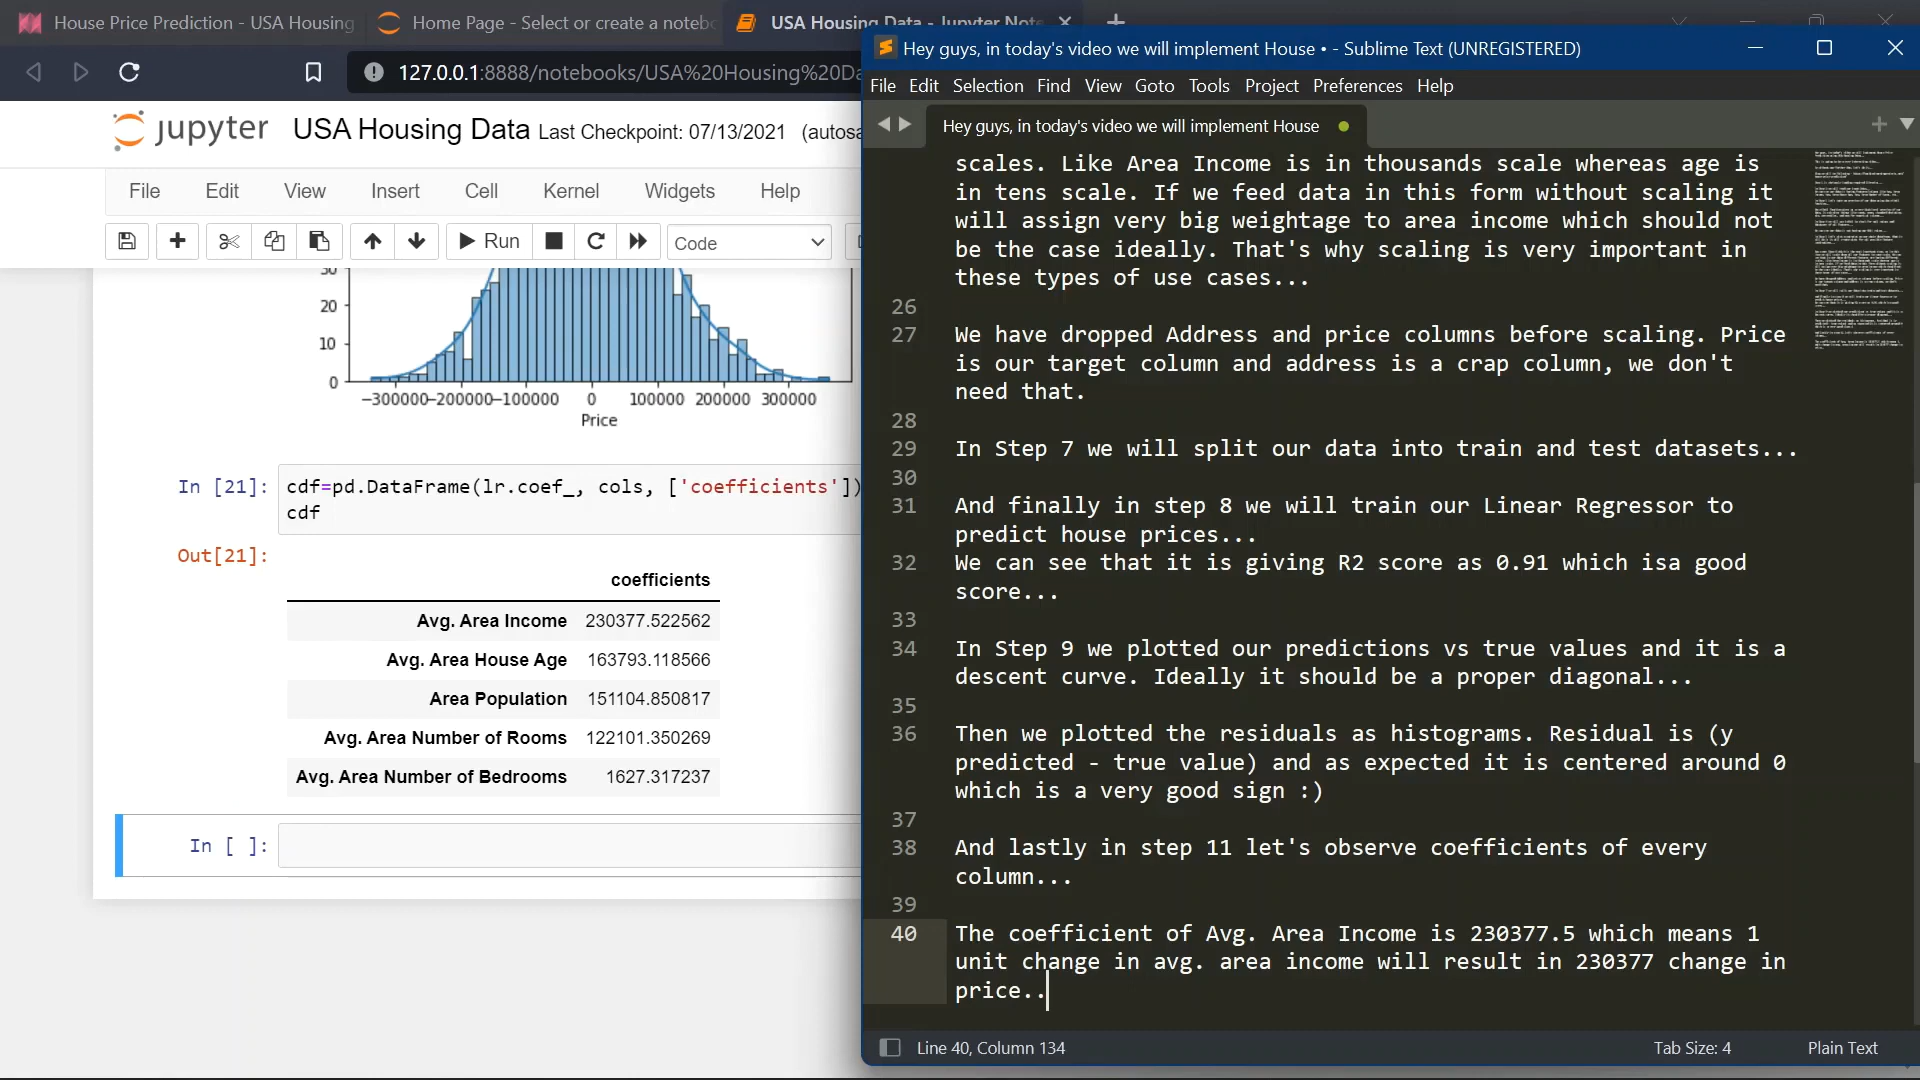 House Price Prediction - USA Housing
Home Page - Select or create a notebo
USA Housing Data - Jupyter Note
127.0.0.1:8888/notebooks/USA%20Housing%20Da
jupyter USA Housing Data Last Checkpoint: 07/13/2021 (autosa
File Edit View Insert Cell Kernel Widgets Help
Run Code
30
20
10
0
−300000−200000−100000 0 100000 200000 300000
Price
In [21]: cdf=pd.DataFrame(lr.coef_, cols, ['coefficients'])
cdf
Out[21]:
coefficients
Avg. Area Income 230377.522562
Avg. Area House Age 163793.118566
Area Population 151104.850817
Avg. Area Number of Rooms 122101.350269
Avg. Area Number of Bedrooms 1627.317237
In [ ]:
Hey guys, in today's video we will implement House • - Sublime Text (UNREGISTERED)
File Edit Selection Find View Goto Tools Project Preferences Help
Hey guys, in today's video we will implement House
scales. Like Area Income is in thousands scale whereas age is
in tens scale. If we feed data in this form without scaling it
will assign very big weightage to area income which should not
be the case ideally. That's why scaling is very important in
these types of use cases...
26
27 We have dropped Address and price columns before scaling. Price
is our target column and address is a crap column, we don't
need that.
28
29 In Step 7 we will split our data into train and test datasets...
30
31 And finally in step 8 we will train our Linear Regressor to
predict house prices...
32 We can see that it is giving R2 score as 0.91 which isa good
score...
33
34 In Step 9 we plotted our predictions vs true values and it is a
descent curve. Ideally it should be a proper diagonal...
35
36 Then we plotted the residuals as histograms. Residual is (y
predicted - true value) and as expected it is centered around 0
which is a very good sign :)
37
38 And lastly in step 11 let's observe coefficients of every
column...
39
40 The coefficient of Avg. Area Income is 230377.5 which means 1
unit change in avg. area income will result in 230377 change in
price..
Line 40, Column 134
Tab Size: 4
Plain Text